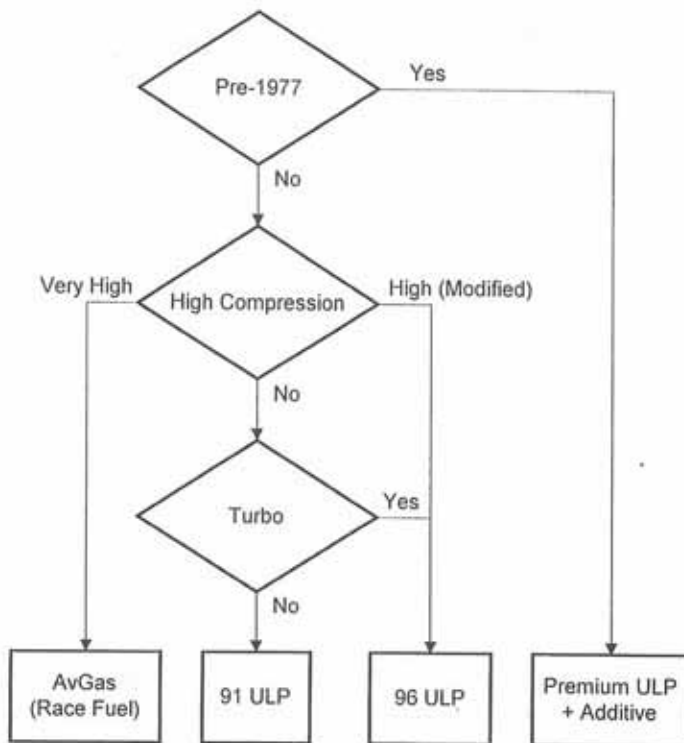 Pre-1977
Yes
No
Very High
High Compression
High (Modified)
No
Turbo
Yes
No
AvGas
(Race Fuel)
91 ULP
96 ULP
Premium ULP
+ Additive